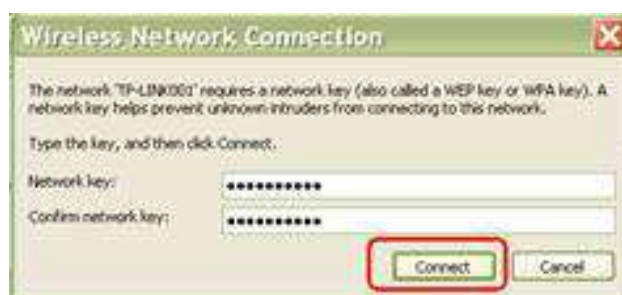 Wireless Network Connection
The network 'TP-LINK001' requires a network key (also called a WEP key or WPA key). A
network key helps prevent unknown intruders from connecting to this network.
Type the key, and then click Connect.
Network key: ••••••••••
Confirm network key: ••••••••••
Connect Cancel